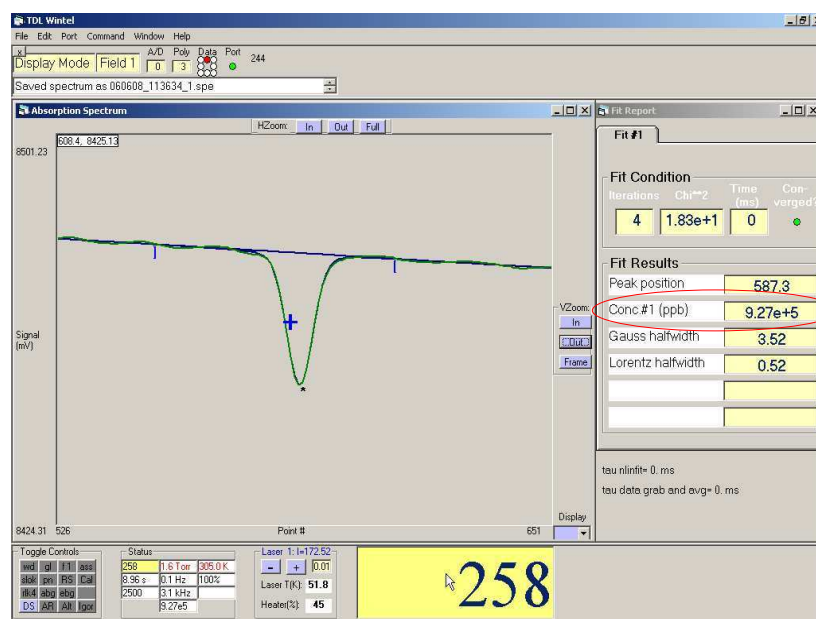 TDL Wintel
File Edit Port Command Window Help
x
Display Mode Field 1 A/D 0 Poly 3 Data Port 244
Saved spectrum as 060608_113634_1.spe
Absorption Spectrum
HZoom: In Out Full
608.4, 8425.13
8501.23
Signal
(mV)
8424.31 526 Point # 651
VZoom:
In
Out
Frame
Display
Fit Report
Fit #1
Fit Condition
Iterations Chi**2 Time (ms) Con-verged?
4 1.83e+1 0
Fit Results
Peak position 587.3
Conc.#1 (ppb) 9.27e+5
Gauss halfwidth 3.52
Lorentz halfwidth 0.52
tau nlinfit= 0. ms
tau data grab and avg= 0. ms
Toggle Controls
wd gl f1 ass
slok pn RS Cal
rlk4 abg ebg
DS AR Alt Igor
Status
258 1.6 Torr 305.0 K
8.96 s 0.1 Hz 100%
2500 3.1 kHz
9.27e5
Laser 1: I=172.52
- + 0.01
Laser T(K): 51.8
Heater(%): 45
258